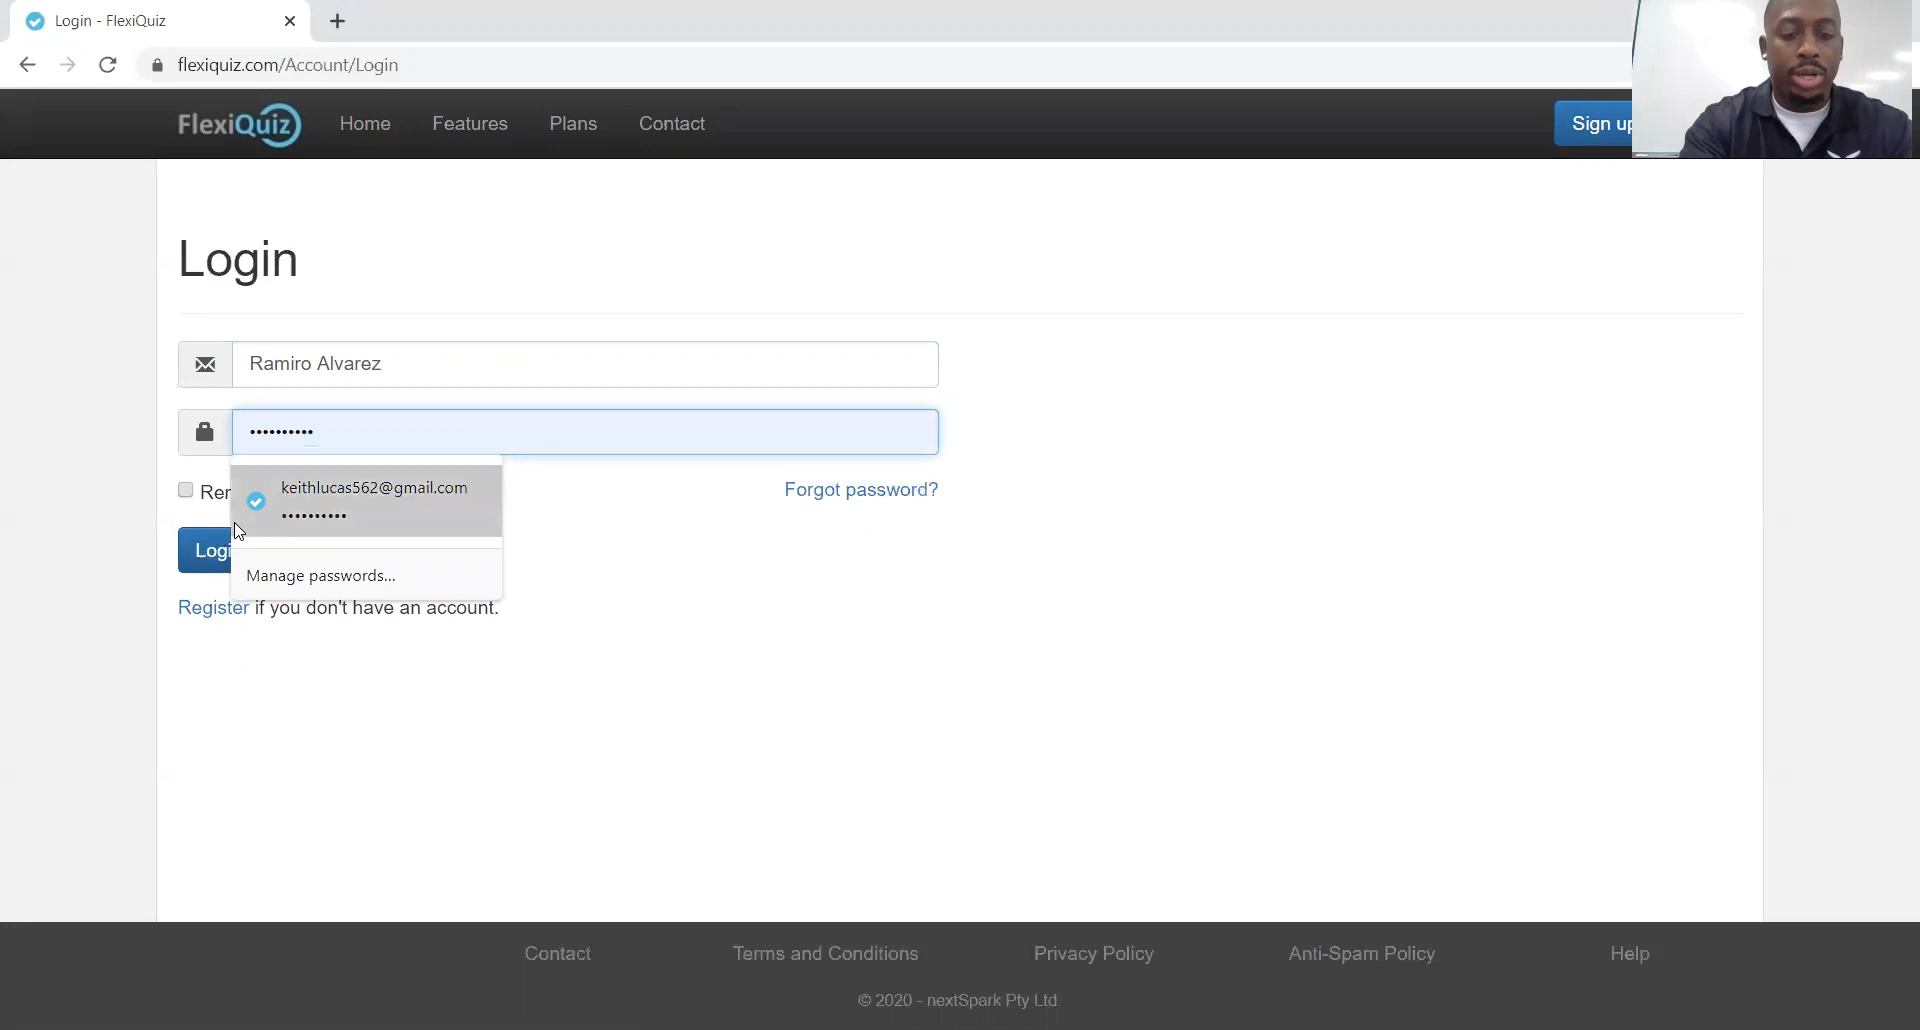 Login - FlexiQuiz
flexiquiz.com/Account/Login
FlexiQuiz Home Features Plans Contact Sign up
Login
Ramiro Alvarez
••••••••••
keithlucas562@gmail.com
Rem Forgot password?
••••••••••
Logi
Manage passwords...
Register if you don't have an account.
Contact Terms and Conditions Privacy Policy Anti-Spam Policy Help
© 2020 - nextSpark Pty Ltd.